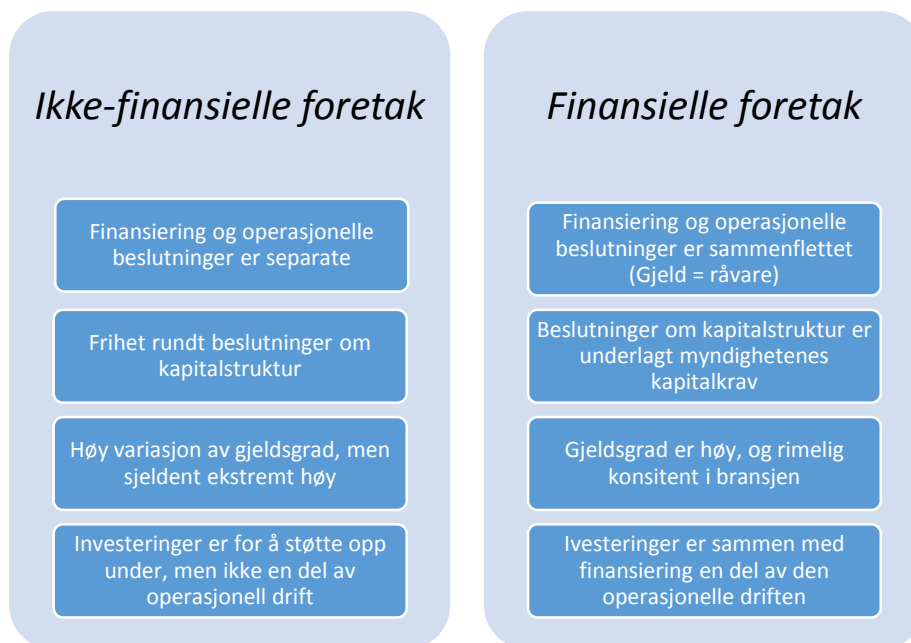 Ikke-finansielle foretak
Finansiering og operasjonelle
beslutninger er separate
Frihet rundt beslutninger om
kapitalstruktur
Høy variasjon av gjeldsgrad, men
sjeldent ekstremt høy
Investeringer er for å støtte opp
under, men ikke en del av
operasjonell drift
Finansielle foretak
Finansiering og operasjonelle
beslutninger er sammenflettet
(Gjeld = råvare)
Beslutninger om kapitalstruktur er
underlagt myndighetenes
kapitalkrav
Gjeldsgrad er høy, og rimelig
konsitent i bransjen
Ivesteringer er sammen med
finansiering en del av den
operasjonelle driften